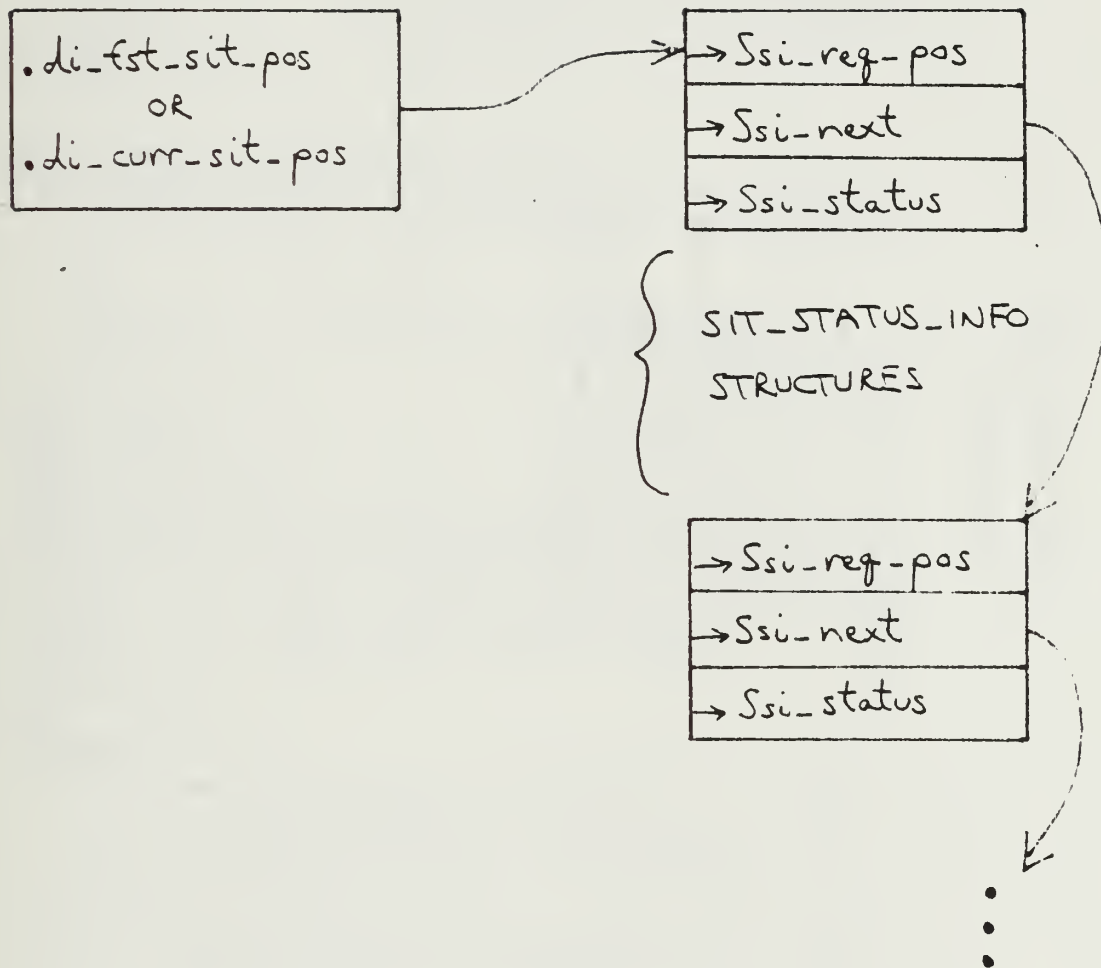 .di_fst_sit_pos
OR
.di_curr_sit_pos
→Ssi_req_pos
→Ssi_next
→Ssi_status
SIT_STATUS_INFO
STRUCTURES
→Ssi_req_pos
→Ssi_next
→Ssi_status